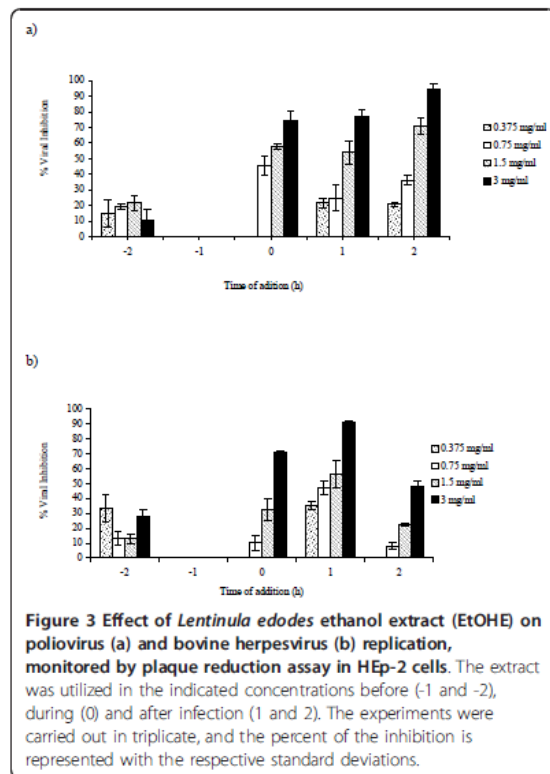 a)
100
90
80
70
60
50
40
30
20
10
0
% Viral Inhibition
-2 -1 0 1 2
Time of adition (h)
0.375 mg/ml
0.75 mg/ml
1.5 mg/ml
3 mg/ml
b)
100
90
80
70
60
50
40
30
20
10
0
% Viral Inhibition
-2 -1 0 1 2
Time of addition (h)
0.375 mg/ml
0.75 mg/ml
1.5 mg/ml
3 mg/ml
Figure 3 Effect of Lentinula edodes ethanol extract (EtOHE) on
poliovirus (a) and bovine herpesvirus (b) replication,
monitored by plaque reduction assay in HEp-2 cells. The extract
was utilized in the indicated concentrations before (-1 and -2),
during (0) and after infection (1 and 2). The experiments were
carried out in triplicate, and the percent of the inhibition is
represented with the respective standard deviations.